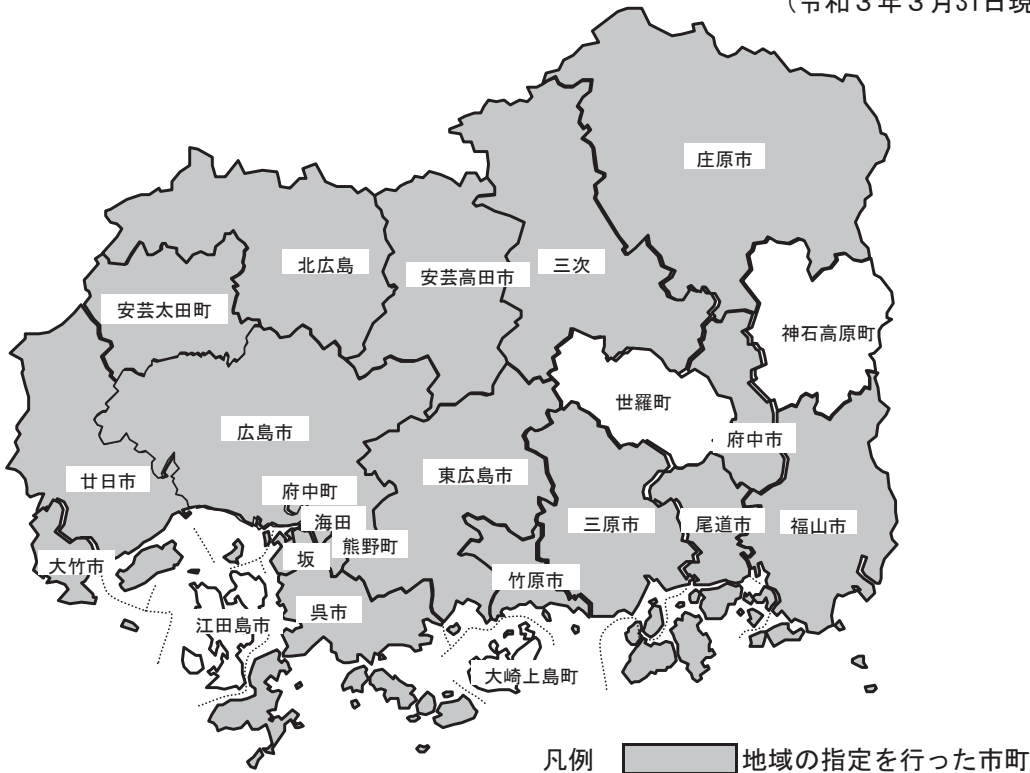 （令和３年３月31日現
庄原市
北広島
安芸高田市
三次
安芸太田町
神石高原町
世羅町
広島市
府中市
廿日市
東広島市
府中町
海田
三原市
尾道市
福山市
熊野町
坂
大竹市
竹原市
呉市
江田島市
大崎上島町
凡例 地域の指定を行った市町